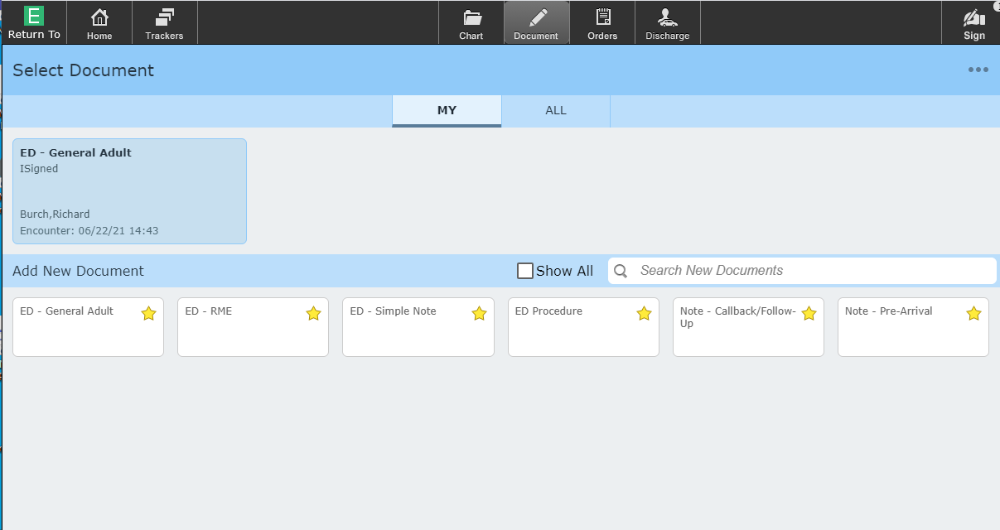 E
Return To
Home
Trackers
Chart
Document
Orders
Discharge
Sign
Select Document
MY
ALL
ED - General Adult
ISigned
Burch,Richard
Encounter: 06/22/21 14:43
Add New Document
Show All
Search New Documents
ED - General Adult
ED - RME
ED - Simple Note
ED Procedure
Note - Callback/Follow-
Up
Note - Pre-Arrival